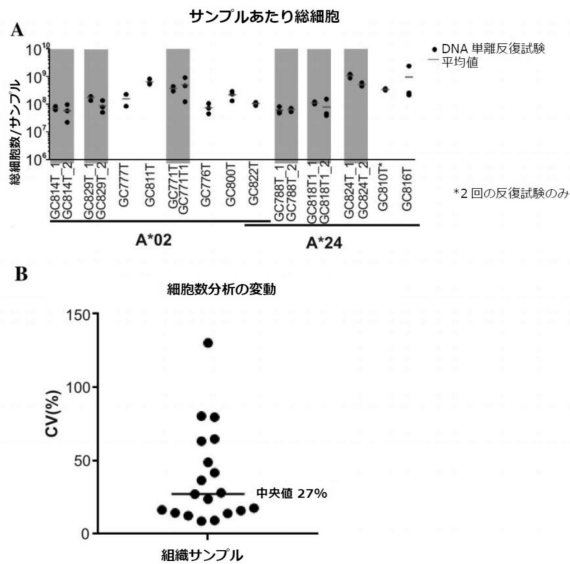 サンプルあたり総細胞
A
総細胞数/サンプル
10^10
10^9
10^8
10^7
10^6
DNA 単離反復試験
平均値
GC814T_1
GC814T_2
GC829T_1
GC829T_2
GC777T
GC811T
GC771T
GC771T1
GC776T
GC800T
GC822T
GC788T_1
GC788T_2
GC818T1_1
GC818T1_2
GC824T_1
GC824T_2
GC810T*
GC816T
*2 回の反復試験のみ
A*02
A*24
B
細胞数分析の変動
CV(%)
150
100
50
0
中央値 27%
組織サンプル